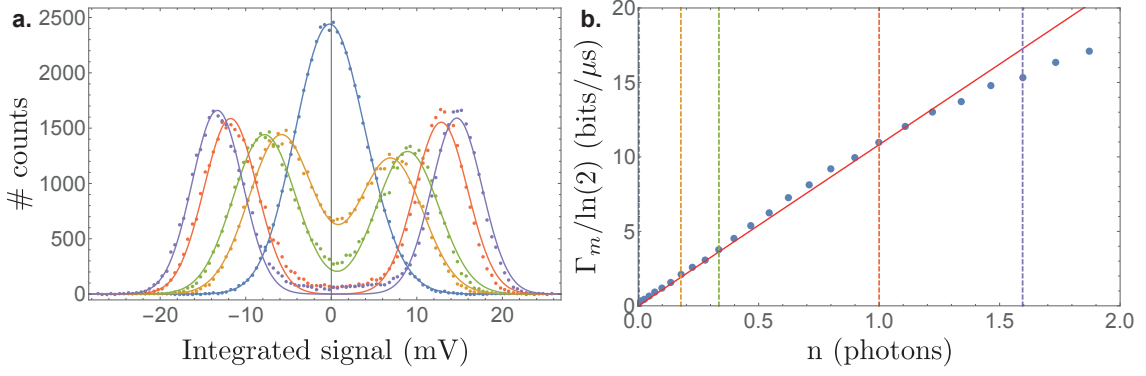 a.
# counts
2500
2000
1500
1000
500
0
−20 −10 0 10 20
Integrated signal (mV)
b.
Γm/ln(2) (bits/μs)
20
15
10
5
0
0.0 0.5 1.0 1.5 2.0
n (photons)